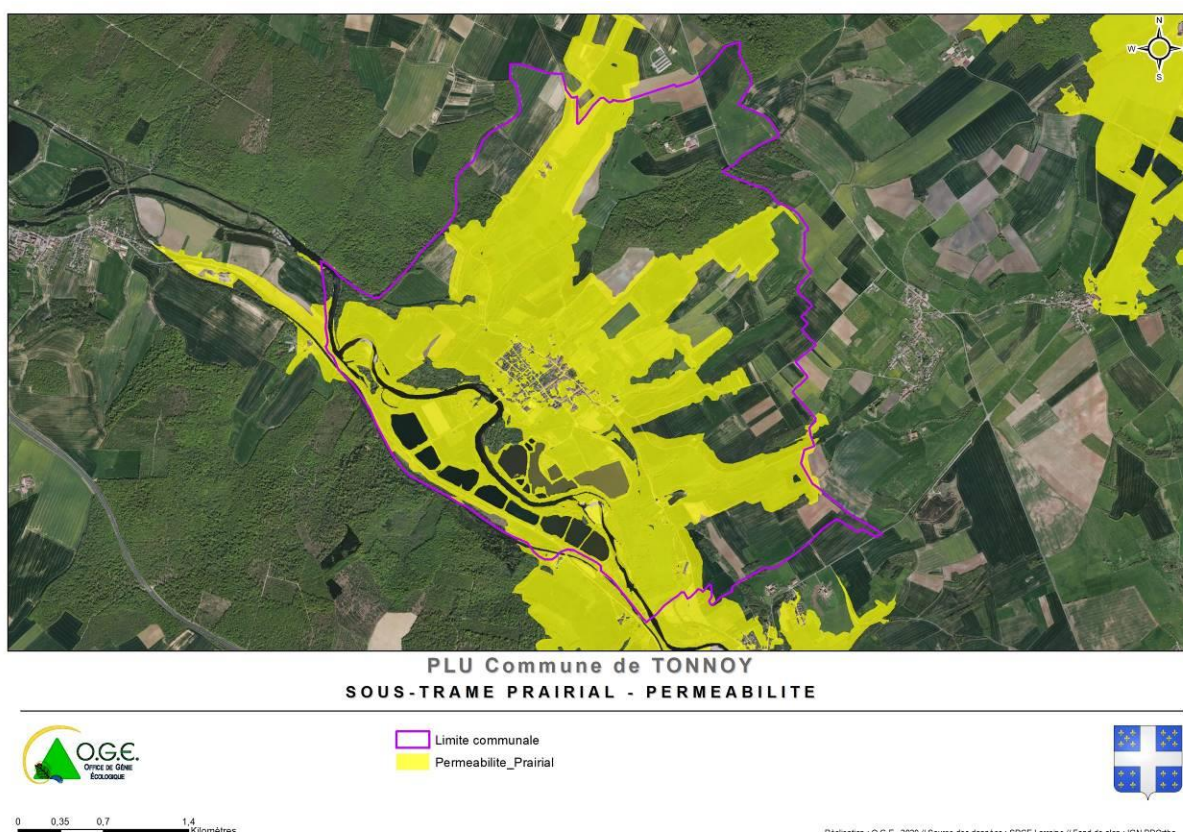 N
W
S
PLU Commune de TONNOY
SOUS-TRAME PRAIRIAL - PERMEABILITE
O.G.E.
OFFICE DE GÉNIE
ÉCOLOGIQUE
Limite communale
Permeabilite_Prairial
0 0,35 0,7 1,4
Kilomètres
Réalisation : O.G.E.